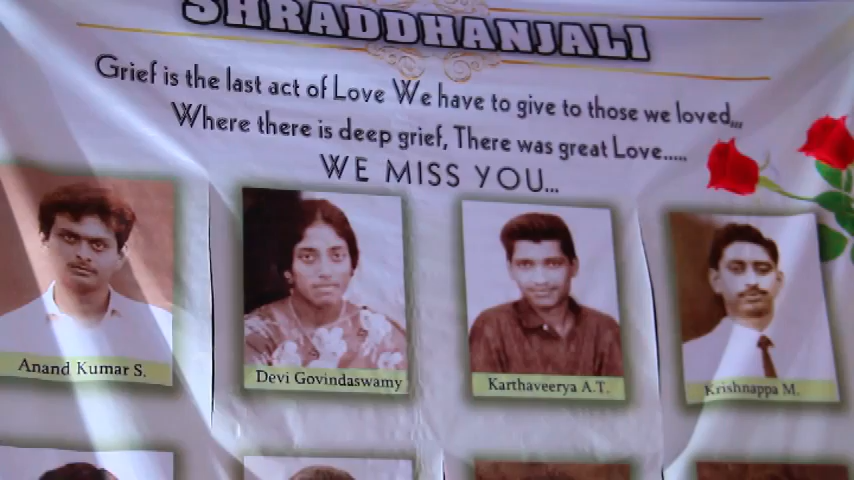 SHRADDHANJALI
Grief is the last act of Love We have to give to those we loved...
Where there is deep grief, There was great Love.....
WE MISS YOU...
Anand Kumar S.
Devi Govindaswamy
Karthaveerya A.T.
Krishnappa M.